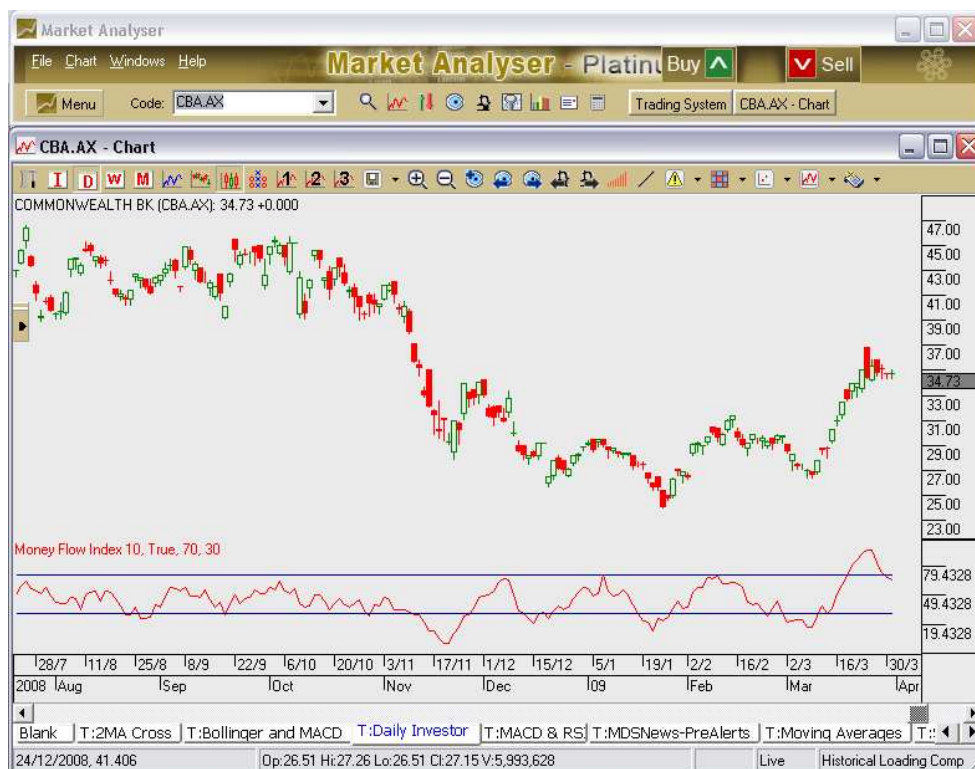 Market Analyser
File Chart Windows Help
Market Analyser - Platinu
Buy
Sell
Menu
Code:
CBA.AX
Trading System
CBA.AX - Chart
CBA.AX - Chart
I D W M 1 2 3
COMMONWEALTH BK (CBA.AX): 34.73 +0.000
47.00
45.00
43.00
41.00
39.00
37.00
34.73
33.00
31.00
29.00
27.00
25.00
23.00
Money Flow Index 10, True, 70, 30
79.4328
49.4328
19.4328
28/7 11/8 25/8 8/9 22/9 6/10 20/10 3/11 17/11 1/12 15/12 5/1 19/1 2/2 16/2 2/3 16/3 30/3
2008 Aug Sep Oct Nov Dec 09 Feb Mar Apr
Blank T:2MA Cross T:Bollinger and MACD T:Daily Investor T:MACD & RS T:MDSNews-PreAlerts T:Moving Averages T:
24/12/2008, 41.406 Op:26.51 Hi:27.26 Lo:26.51 Cl:27.15 V:5,993,628 Live Historical Loading Comp